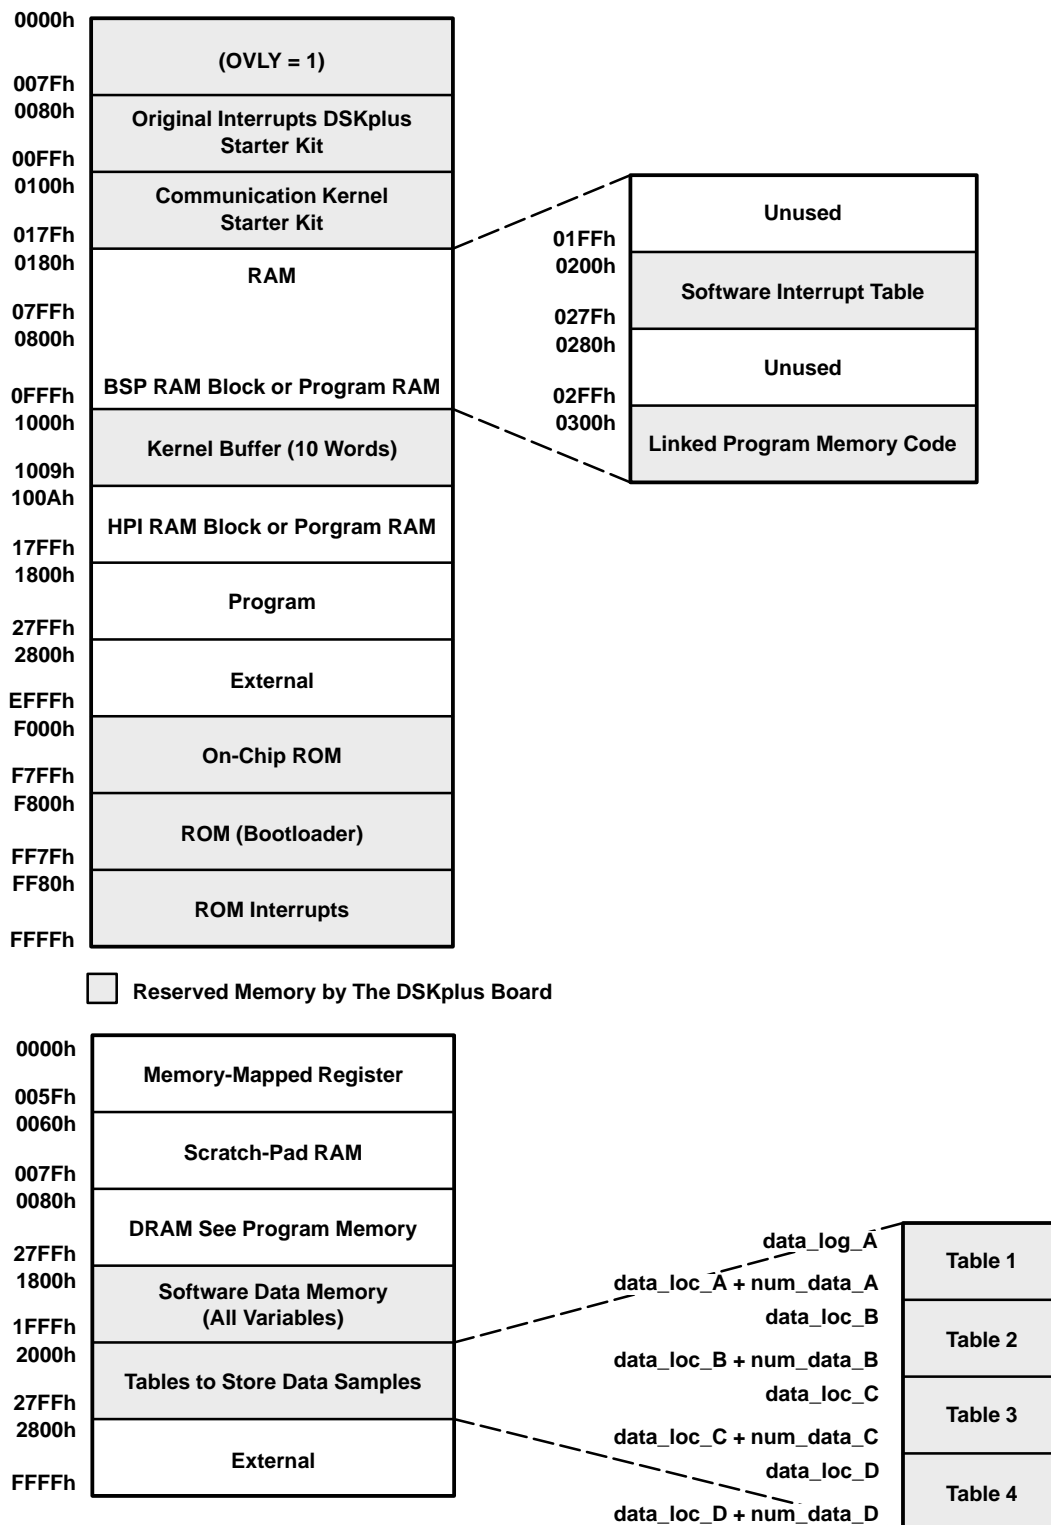 0000h
(OVLY = 1)
007Fh
0080h
Original Interrupts DSKplus
Starter Kit
00FFh
0100h
Communication Kernel
Starter Kit
017Fh
0180h
RAM
07FFh
0800h
BSP RAM Block or Program RAM
0FFFh
1000h
Kernel Buffer (10 Words)
1009h
100Ah
HPI RAM Block or Porgram RAM
17FFh
1800h
Program
27FFh
2800h
External
EFFFh
F000h
On-Chip ROM
F7FFh
F800h
ROM (Bootloader)
FF7Fh
FF80h
ROM Interrupts
FFFFh
Unused
01FFh
0200h
Software Interrupt Table
027Fh
0280h
Unused
02FFh
0300h
Linked Program Memory Code
Reserved Memory by The DSKplus Board
0000h
Memory-Mapped Register
005Fh
0060h
Scratch-Pad RAM
007Fh
0080h
DRAM See Program Memory
27FFh
1800h
Software Data Memory
(All Variables)
1FFFh
2000h
Tables to Store Data Samples
27FFh
2800h
External
FFFFh
data_log_A
Table 1
data_loc_A + num_data_A
data_loc_B
Table 2
data_loc_B + num_data_B
data_loc_C
Table 3
data_loc_C + num_data_C
data_loc_D
Table 4
data_loc_D + num_data_D